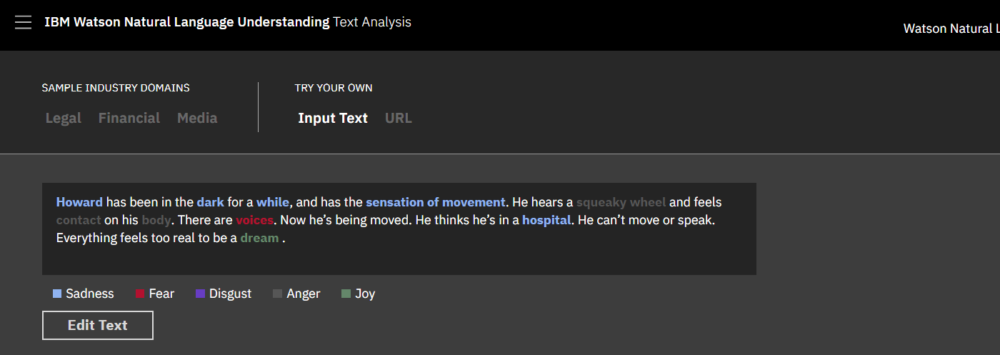 IBM Watson Natural Language Understanding Text Analysis
Watson Natural
SAMPLE INDUSTRY DOMAINS
Legal Financial Media
TRY YOUR OWN
Input Text URL
Howard has been in the dark for a while, and has the sensation of movement. He hears a squeaky wheel and feels
contact on his body. There are voices. Now he’s being moved. He thinks he’s in a hospital. He can’t move or speak.
Everything feels too real to be a dream .
Sadness Fear Disgust Anger Joy
Edit Text